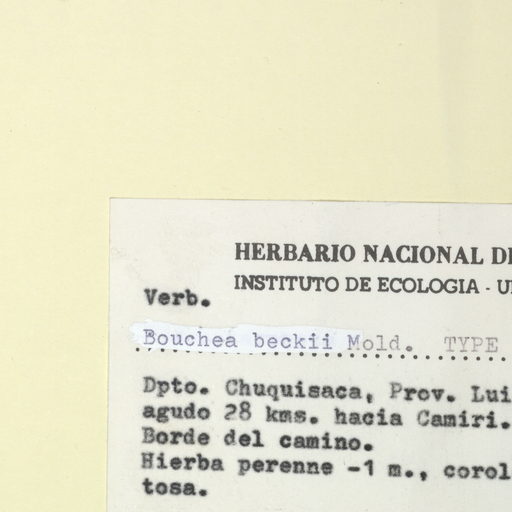 HERBARIO NACIONAL DE
INSTITUTO DE ECOLOGIA - U
Verb.
Bouchea beckii Mold. TYPE
Dpto. Chuquisaca, Prov. Lui
agudo 28 kms. hacia Camiri.
Borde del camino.
Hierba perenne -1 m., corol
tosa.